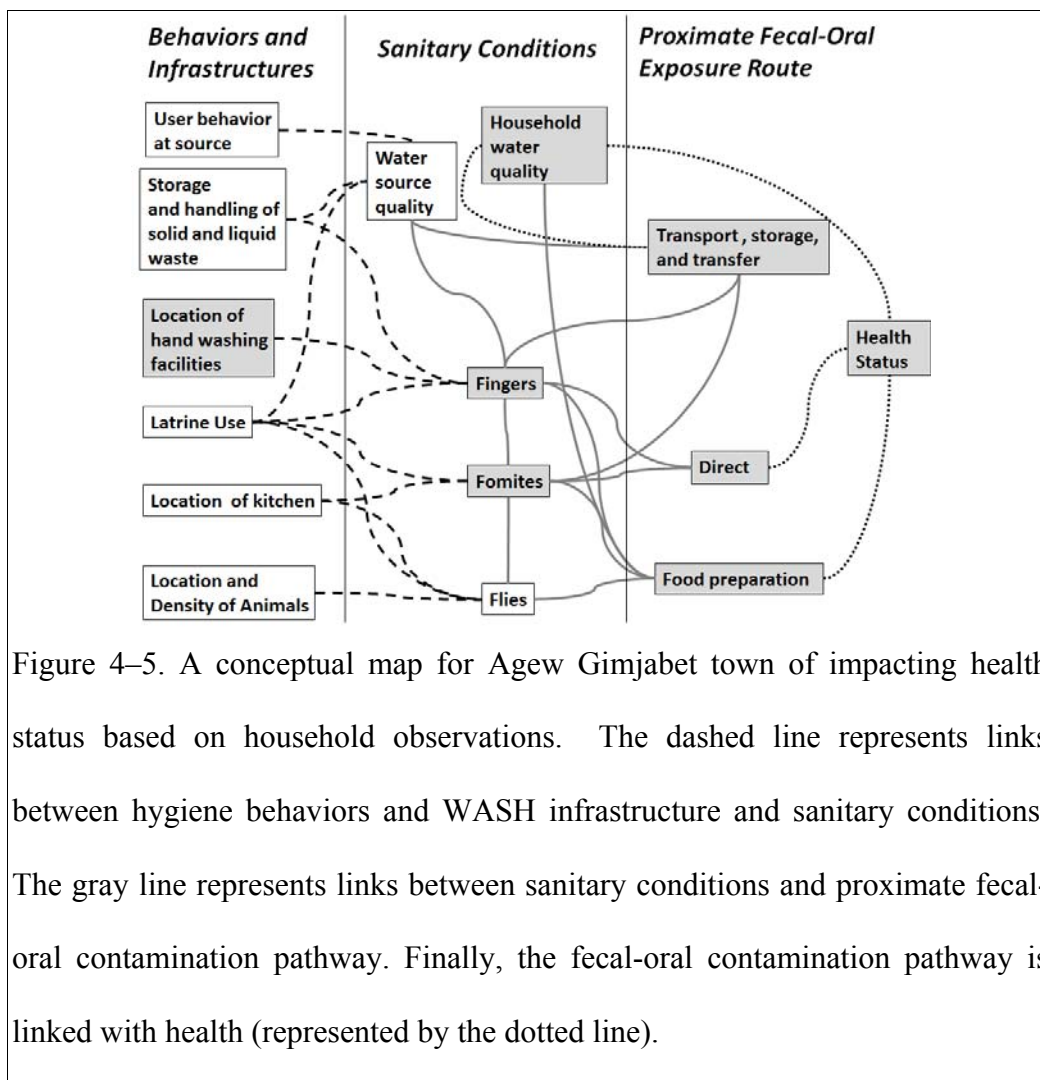 Behaviors and
Infrastructures
Sanitary Conditions
Proximate Fecal-Oral
Exposure Route
User behavior
at source
Storage
and handling of
solid and liquid
waste
Location of
hand washing
facilities
Latrine Use
Location of kitchen
Location and
Density of Animals
Water
source
quality
Household
water
quality
Fingers
Fomites
Flies
Transport , storage,
and transfer
Direct
Food preparation
Health
Status
Figure 4–5. A conceptual map for Agew Gimjabet town of impacting health
status based on household observations. The dashed line represents links
between hygiene behaviors and WASH infrastructure and sanitary conditions.
The gray line represents links between sanitary conditions and proximate fecal-
oral contamination pathway. Finally, the fecal-oral contamination pathway is
linked with health (represented by the dotted line).